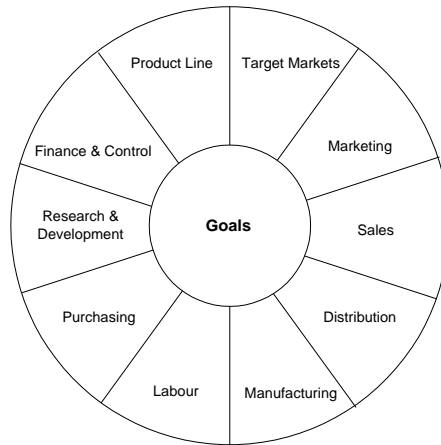 Product Line
Target Markets
Finance & Control
Marketing
Research &
Development
Goals
Sales
Purchasing
Distribution
Labour
Manufacturing